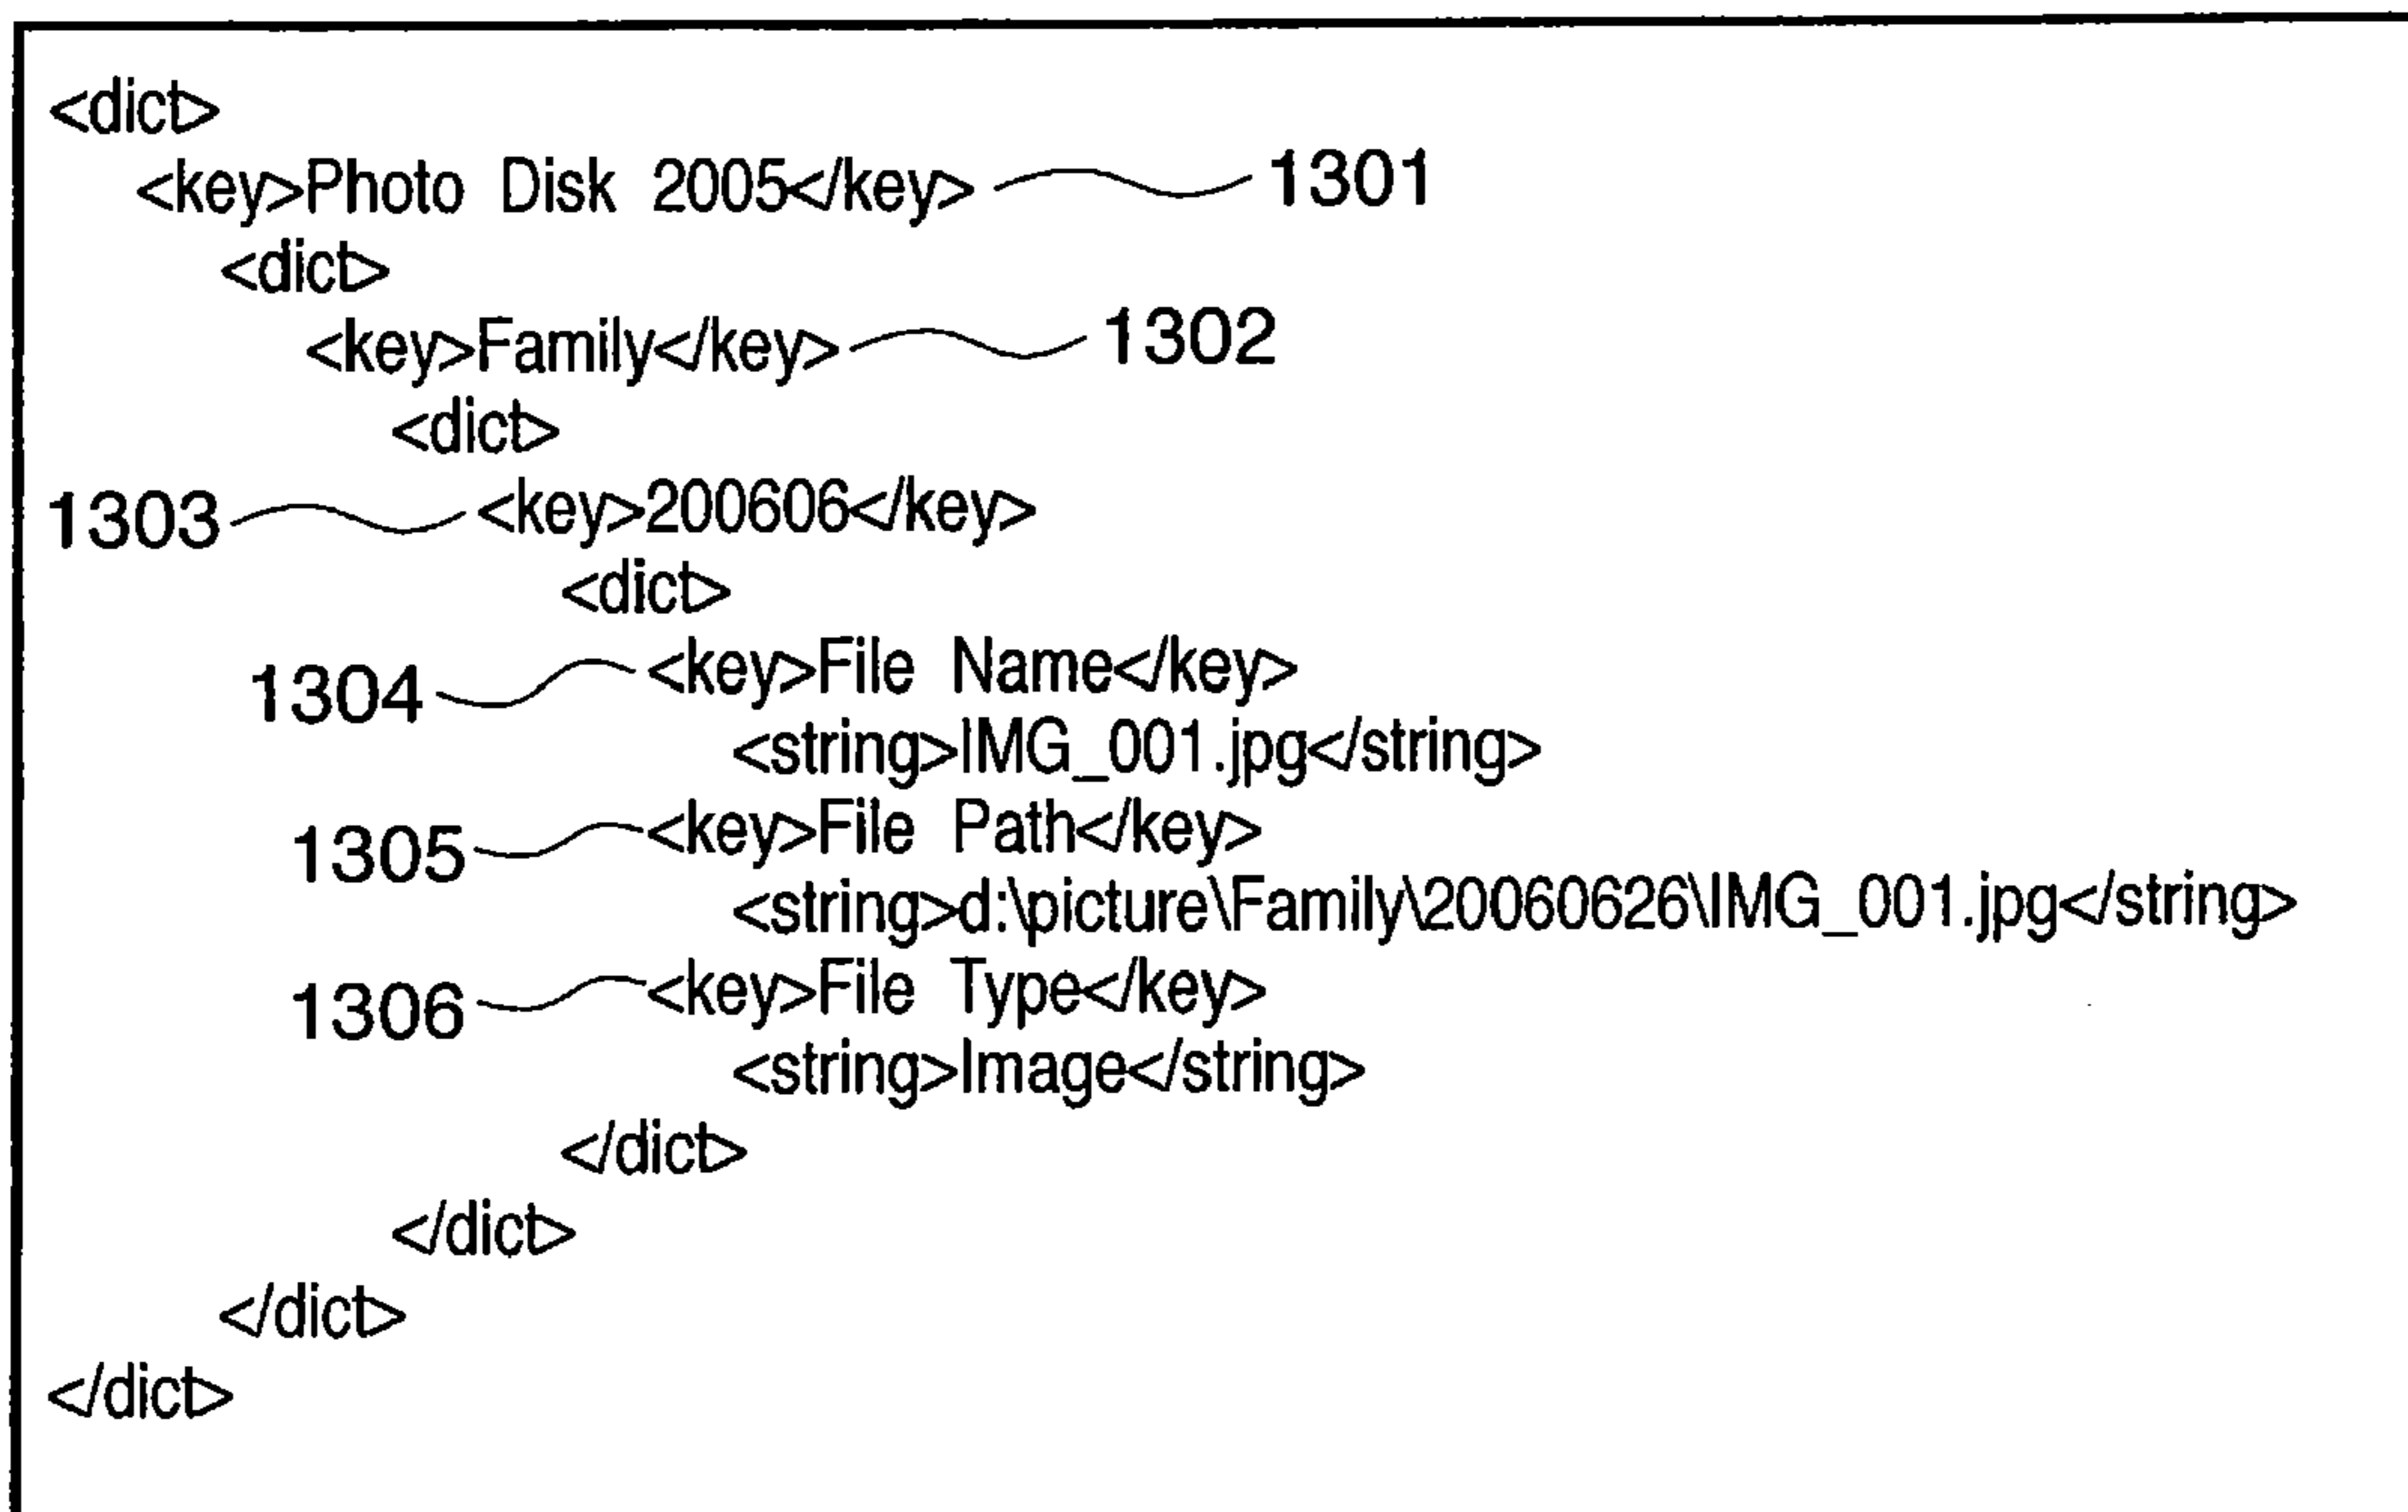 <dict>
<key>Photo Disk 2005</key> 1301
<dict>
<key>Family</key> 1302
<dict>
1303 <key>200606</key>
<dict>
1304 <key>File Name</key>
<string>IMG_001.jpg</string>
1305 <key>File Path</key>
<string>d:\picture\Family\20060626\IMG_001.jpg</string>
1306 <key>File Type</key>
<string>Image</string>
</dict>
</dict>
</dict>
</dict>